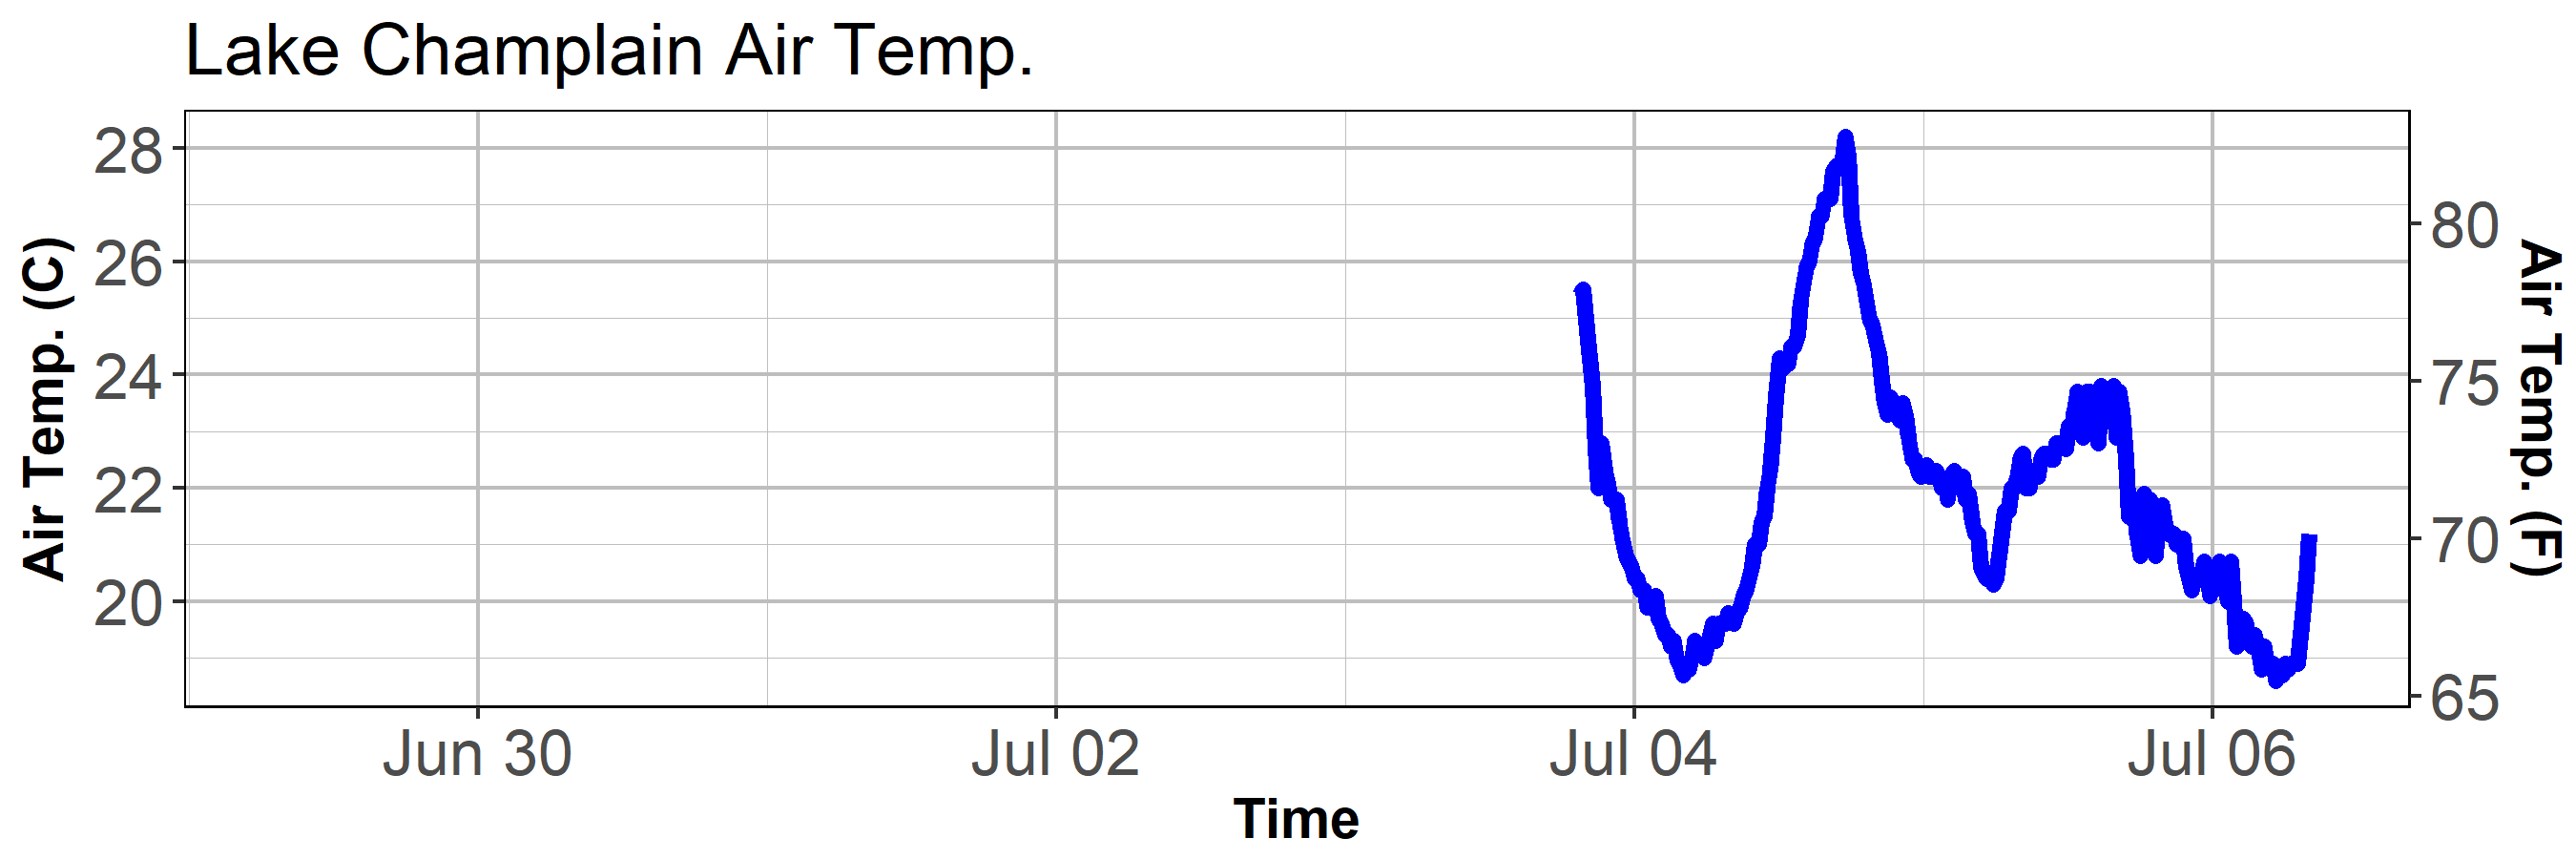 Lake Champlain Air Temp.
Air Temp. (C)
28
26
24
22
20
80
75
70
65
Air Temp. (F)
Jun 30 Jul 02 Jul 04 Jul 06
Time